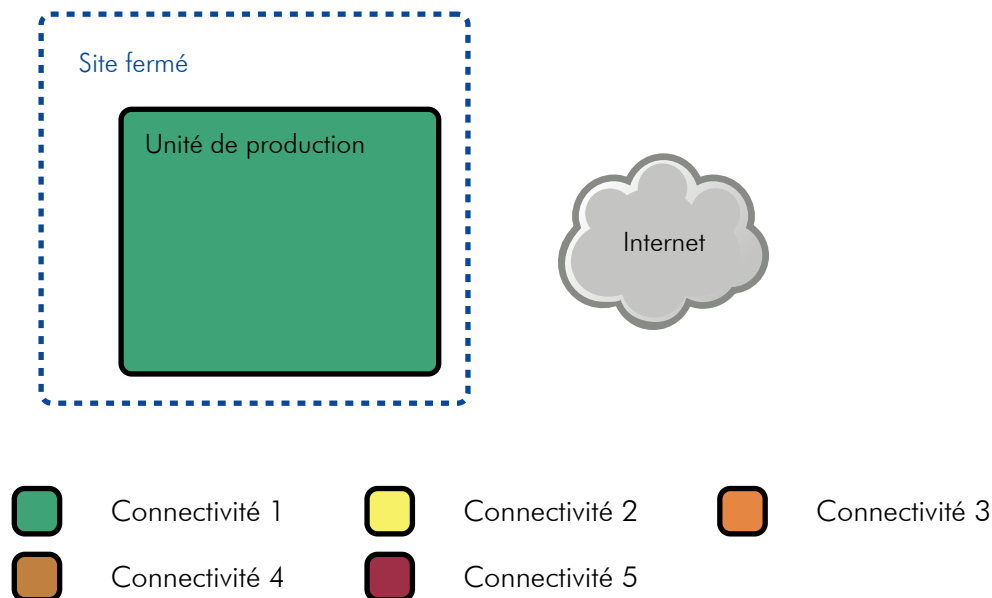 Site fermé
Unité de production
Internet
Connectivité 1
Connectivité 2
Connectivité 3
Connectivité 4
Connectivité 5